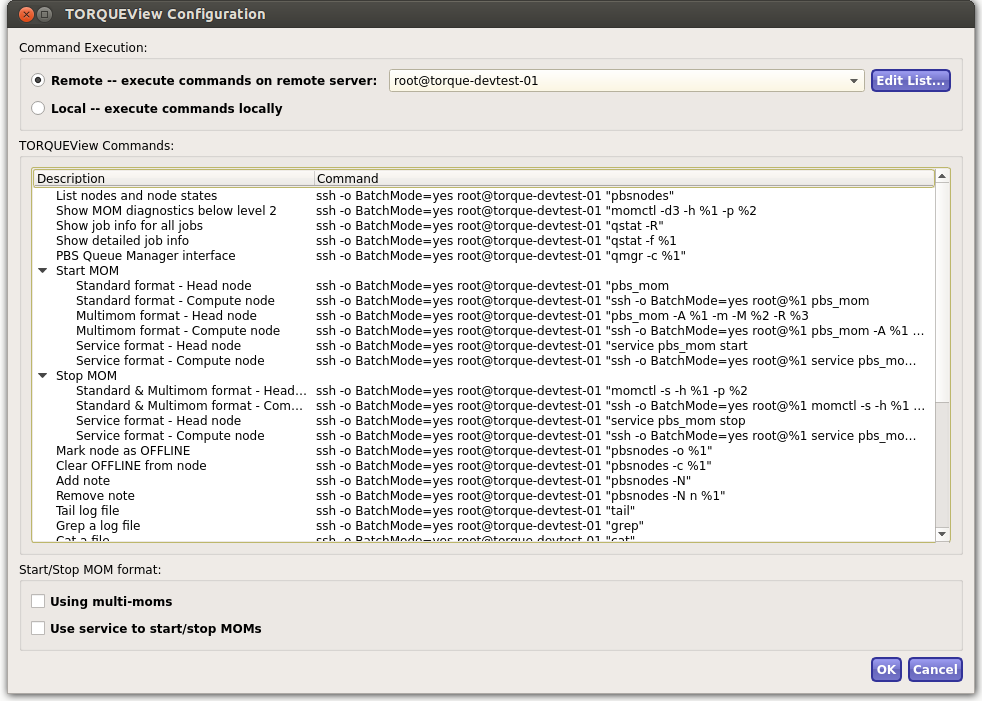 TORQUEView Configuration
Command Execution:
Remote -- execute commands on remote server: root@torque-devtest-01 Edit List...
Local -- execute commands locally
TORQUEView Commands:
Description Command
List nodes and node states ssh -o BatchMode=yes root@torque-devtest-01 "pbsnodes"
Show MOM diagnostics below level 2 ssh -o BatchMode=yes root@torque-devtest-01 "momctl -d3 -h %1 -p %2
Show job info for all jobs ssh -o BatchMode=yes root@torque-devtest-01 "qstat -R"
Show detailed job info ssh -o BatchMode=yes root@torque-devtest-01 "qstat -f %1
PBS Queue Manager interface ssh -o BatchMode=yes root@torque-devtest-01 "qmgr -c %1"
Start MOM
Standard format - Head node ssh -o BatchMode=yes root@torque-devtest-01 "pbs_mom
Standard format - Compute node ssh -o BatchMode=yes root@torque-devtest-01 "ssh -o BatchMode=yes root@%1 pbs_mom
Multimom format - Head node ssh -o BatchMode=yes root@torque-devtest-01 "pbs_mom -A %1 -m -M %2 -R %3
Multimom format - Compute node ssh -o BatchMode=yes root@torque-devtest-01 "ssh -o BatchMode=yes root@%1 pbs_mom -A %1 ...
Service format - Head node ssh -o BatchMode=yes root@torque-devtest-01 "service pbs_mom start
Service format - Compute node ssh -o BatchMode=yes root@torque-devtest-01 "ssh -o BatchMode=yes root@%1 service pbs_mo...
Stop MOM
Standard & Multimom format - Head... ssh -o BatchMode=yes root@torque-devtest-01 "momctl -s -h %1 -p %2
Standard & Multimom format - Com... ssh -o BatchMode=yes root@torque-devtest-01 "ssh -o BatchMode=yes root@%1 momctl -s -h %1 ...
Service format - Head node ssh -o BatchMode=yes root@torque-devtest-01 "service pbs_mom stop
Service format - Compute node ssh -o BatchMode=yes root@torque-devtest-01 "ssh -o BatchMode=yes root@%1 service pbs_mo...
Mark node as OFFLINE ssh -o BatchMode=yes root@torque-devtest-01 "pbsnodes -o %1"
Clear OFFLINE from node ssh -o BatchMode=yes root@torque-devtest-01 "pbsnodes -c %1"
Add note ssh -o BatchMode=yes root@torque-devtest-01 "pbsnodes -N"
Remove note ssh -o BatchMode=yes root@torque-devtest-01 "pbsnodes -N n %1"
Tail log file ssh -o BatchMode=yes root@torque-devtest-01 "tail"
Grep a log file ssh -o BatchMode=yes root@torque-devtest-01 "grep"
Cat a file ssh -o BatchMode=yes root@torque-devtest-01 "cat"
Start/Stop MOM format:
Using multi-moms
Use service to start/stop MOMs
OK Cancel